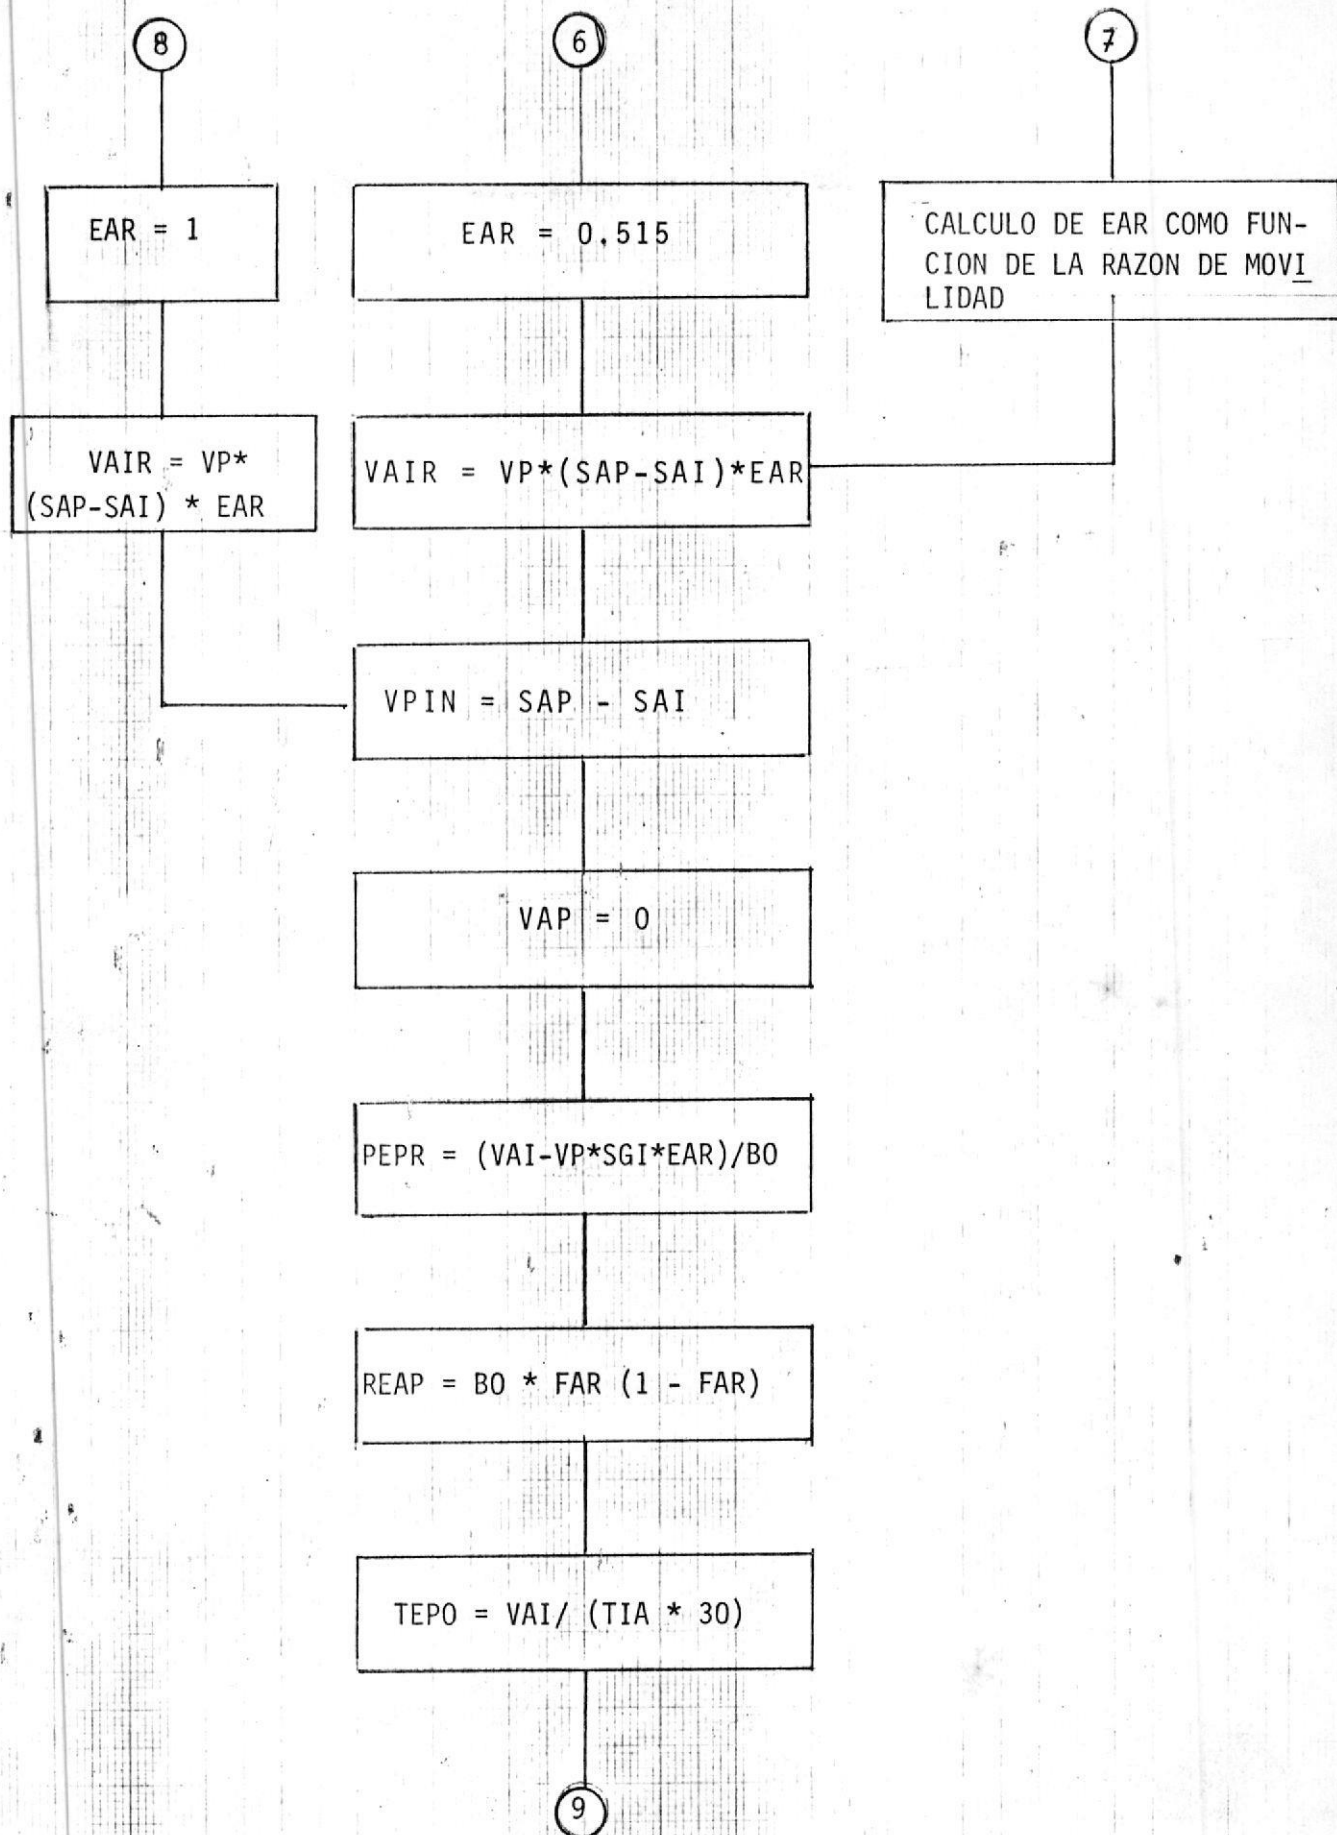 8
6
7
EAR = 1
EAR = 0.515
CALCULO DE EAR COMO FUN-
CION DE LA RAZON DE MOVI
LIDAD
VAIR = VP*
(SAP-SAI) * EAR
VAIR = VP*(SAP-SAI)*EAR
VPIN = SAP - SAI
VAP = 0
PEPR = (VAI-VP*SGI*EAR)/BO
REAP = BO * FAR (1 - FAR)
TEPO = VAI/ (TIA * 30)
9